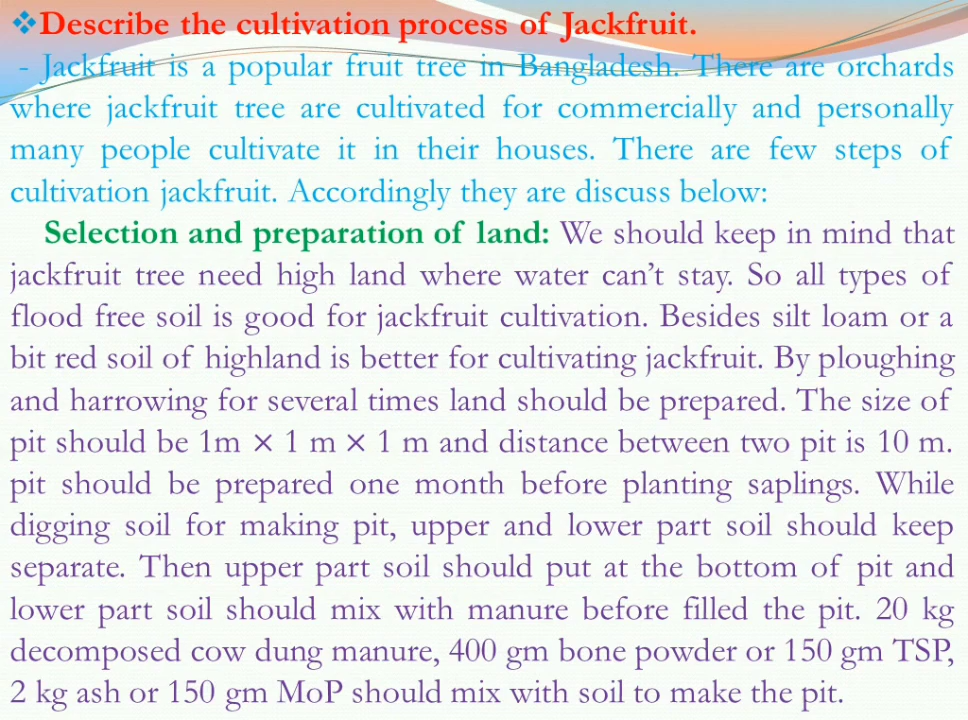 ❖Describe the cultivation process of Jackfruit.
- Jackfruit is a popular fruit tree in Bangladesh. There are orchards
where jackfruit tree are cultivated for commercially and personally
many people cultivate it in their houses. There are few steps of
cultivation jackfruit. Accordingly they are discuss below:
Selection and preparation of land: We should keep in mind that
jackfruit tree need high land where water can’t stay. So all types of
flood free soil is good for jackfruit cultivation. Besides silt loam or a
bit red soil of highland is better for cultivating jackfruit. By ploughing
and harrowing for several times land should be prepared. The size of
pit should be 1m × 1 m × 1 m and distance between two pit is 10 m.
pit should be prepared one month before planting saplings. While
digging soil for making pit, upper and lower part soil should keep
separate. Then upper part soil should put at the bottom of pit and
lower part soil should mix with manure before filled the pit. 20 kg
decomposed cow dung manure, 400 gm bone powder or 150 gm TSP,
2 kg ash or 150 gm MoP should mix with soil to make the pit.